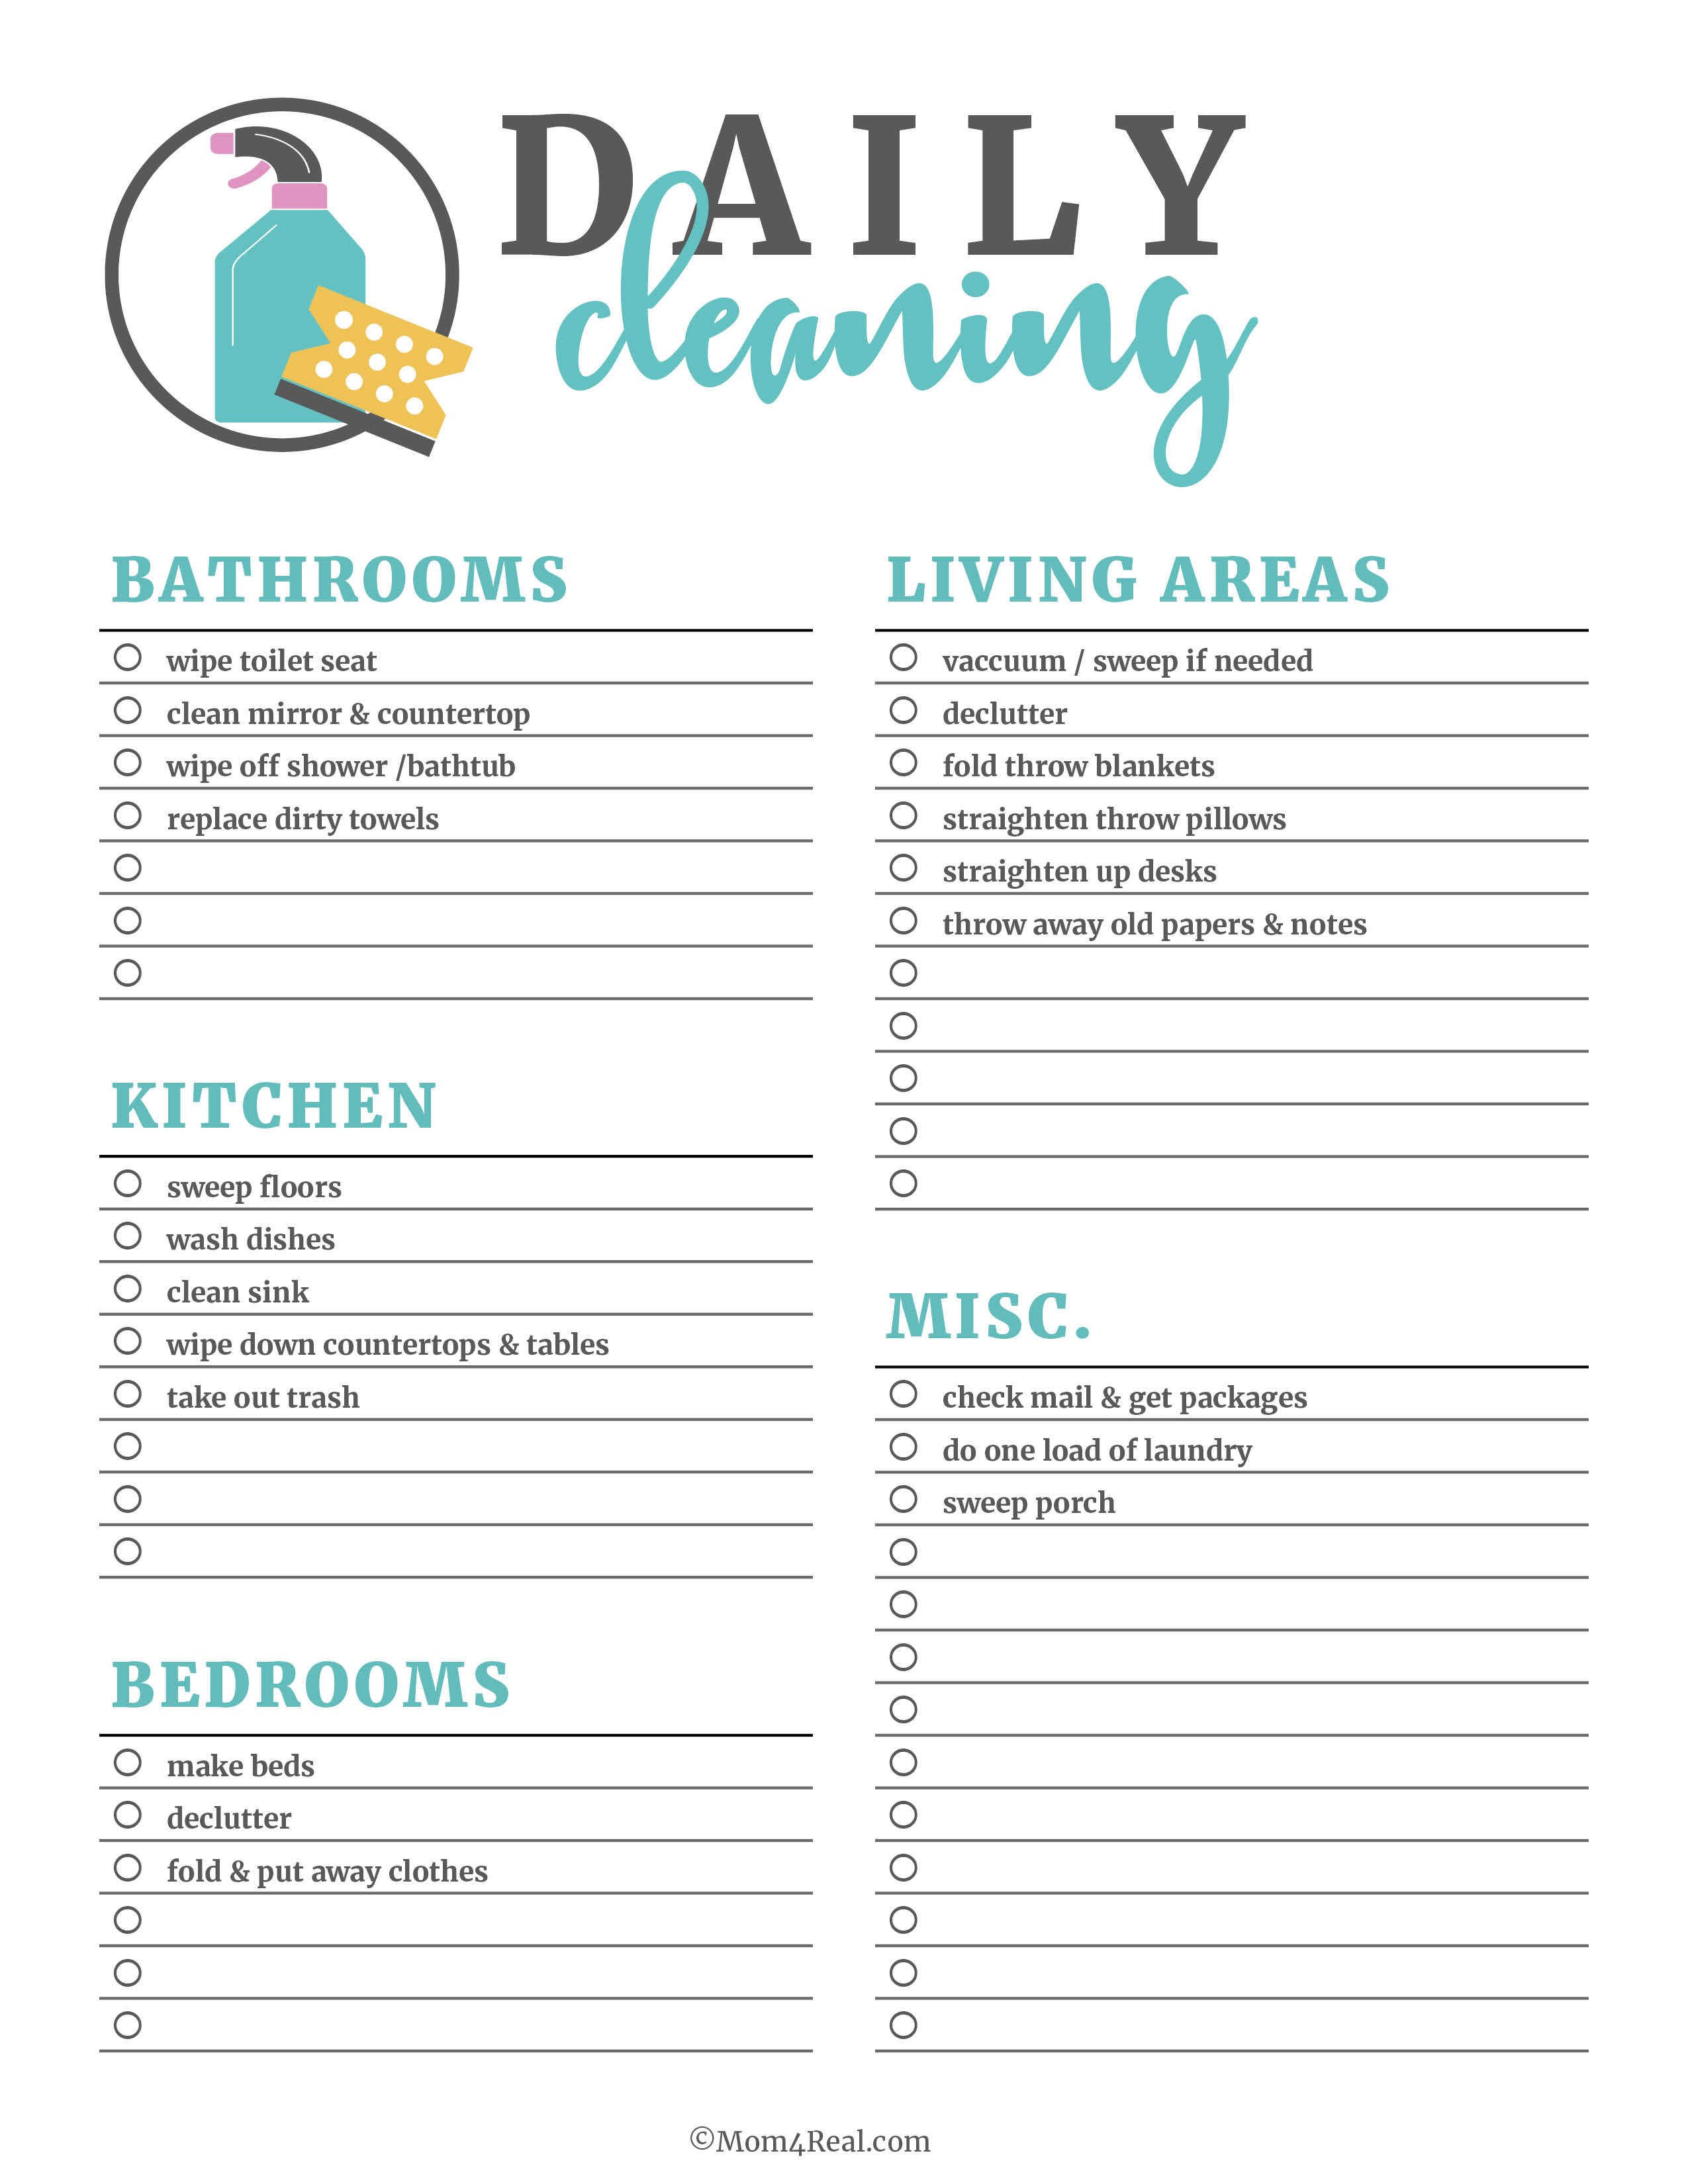 DAILY
cleaning
BATHROOMS
wipe toilet seat
clean mirror & countertop
wipe off shower /bathtub
replace dirty towels
KITCHEN
sweep floors
wash dishes
clean sink
wipe down countertops & tables
take out trash
BEDROOMS
make beds
declutter
fold & put away clothes
LIVING AREAS
vaccuum / sweep if needed
declutter
fold throw blankets
straighten throw pillows
straighten up desks
throw away old papers & notes
MISC.
check mail & get packages
do one load of laundry
sweep porch
©Mom4Real.com